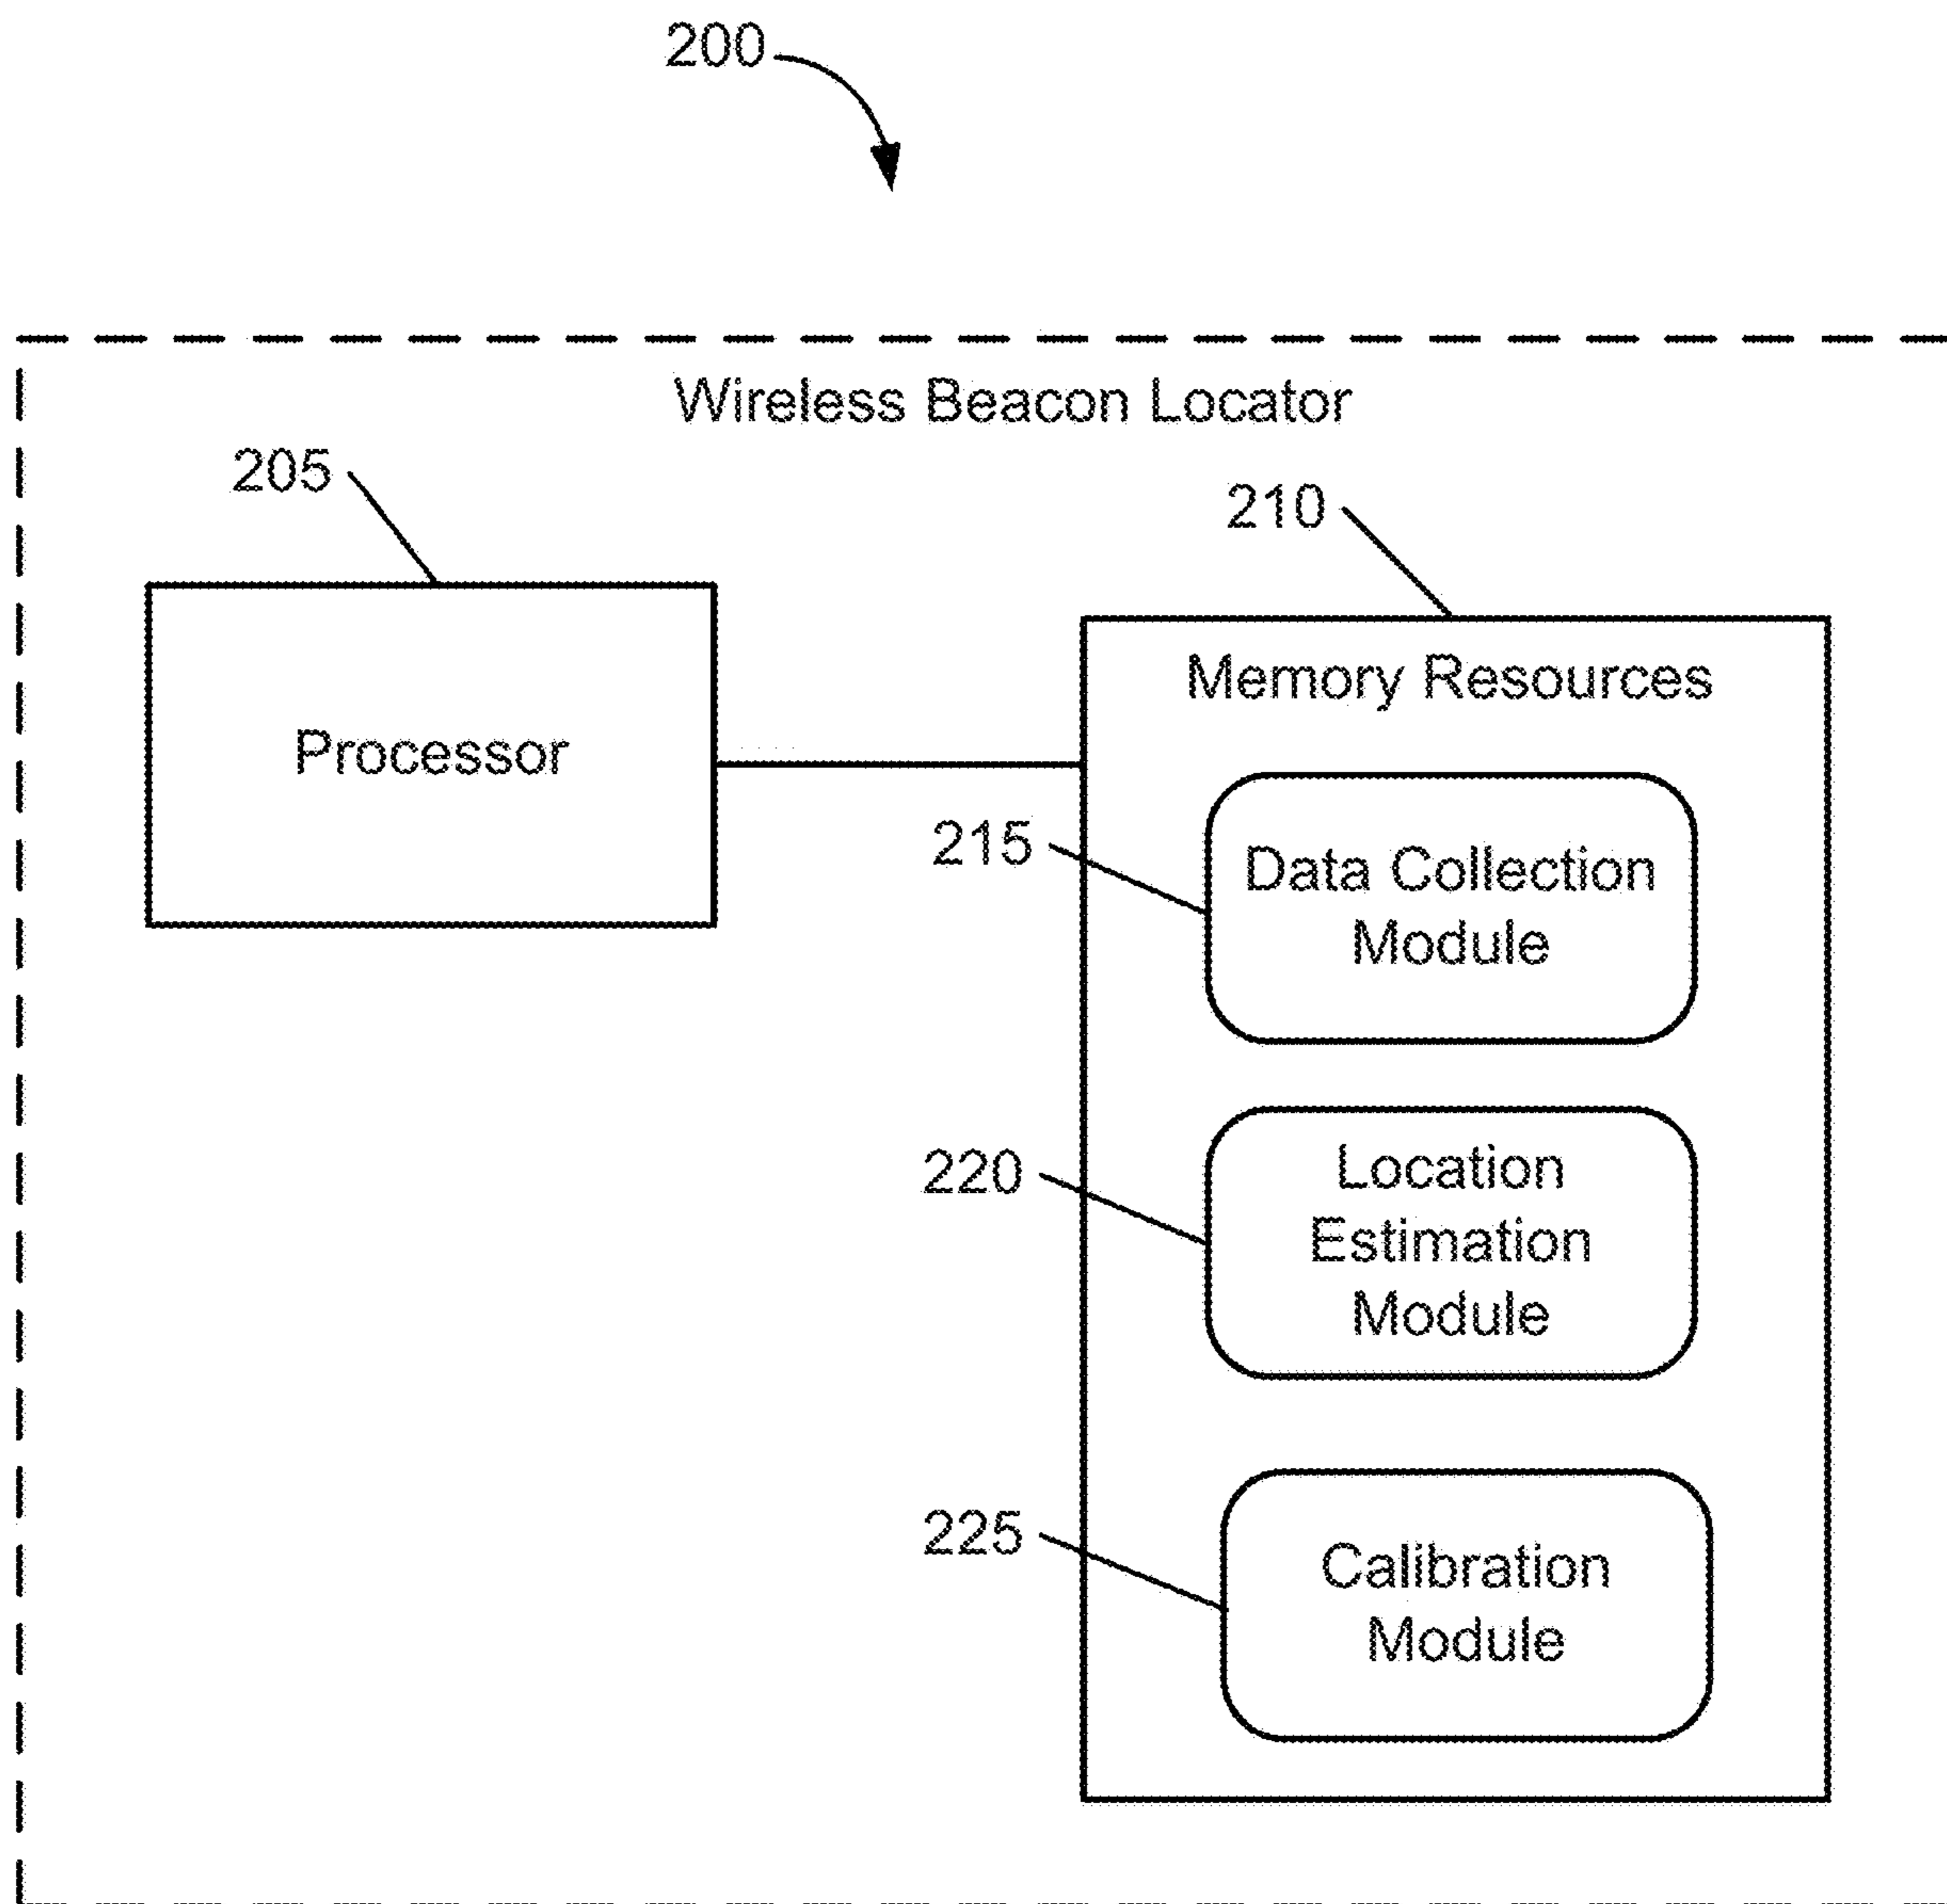 200
Wireless Beacon Locator
205
210
Processor
Memory Resources
215
Data Collection
Module
220
Location
Estimation
Module
225
Calibration
Module